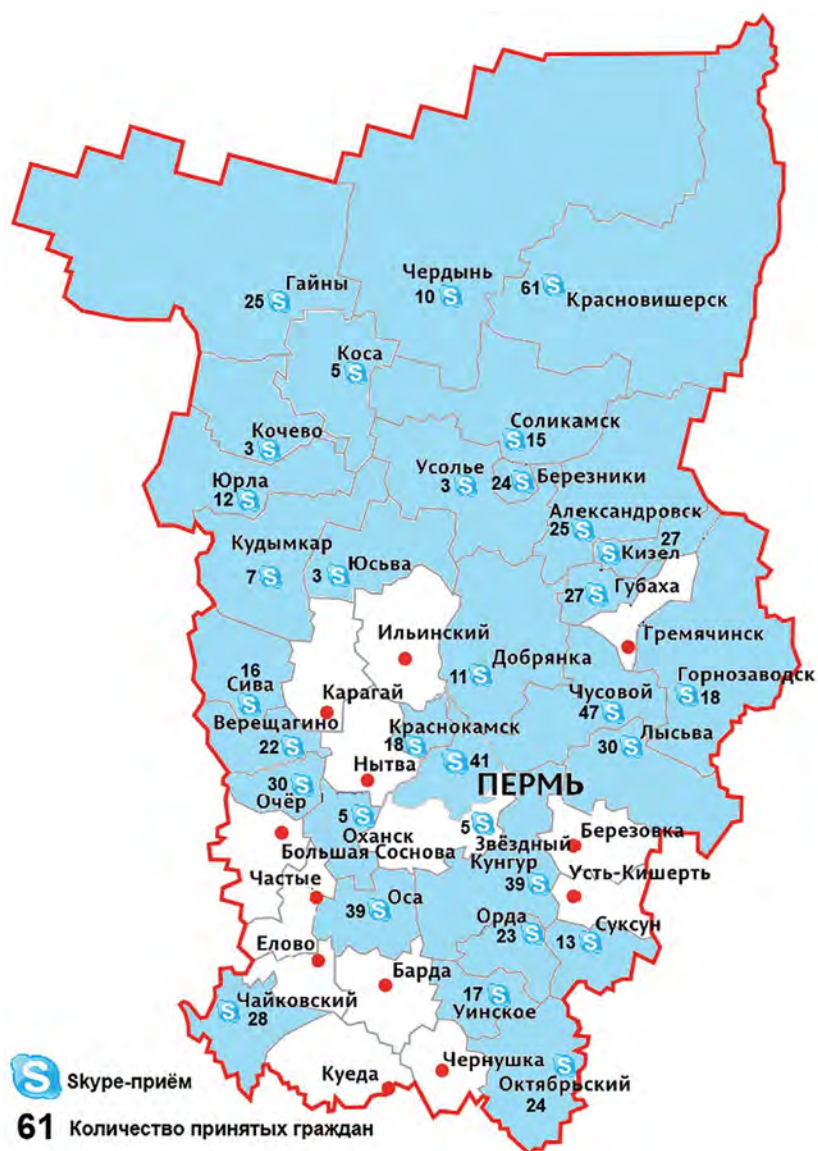 Гайны
25
Чердынь
10
61
Красновишерск
Коса
5
Кочево
3
Соликамск
15
Юрла
12
Усолье
3
24
Березники
Александровск
25
27
Кизел
Кудымкар
7
3
Юсьва
27
Губаха
Ильинский
Гремячинск
11
Добрянка
16
Сива
Карагай
Горнозаводск
18
Чусовой
47
Верещагино
22
Краснокамск
18
41
30
Лысьва
Нытва
ПЕРМЬ
30
Очёр
5
Оханск
5
Звёздный
Березовка
Большая Соснова
Кунгур
39
Усть-Кишерть
Частые
39
Оса
Орда
23
Суксун
13
Елово
Барда
17
Уинское
Чайковский
28
Куеда
Чернушка
Октябрьский
24
S Skype-приём
61 Количество принятых граждан